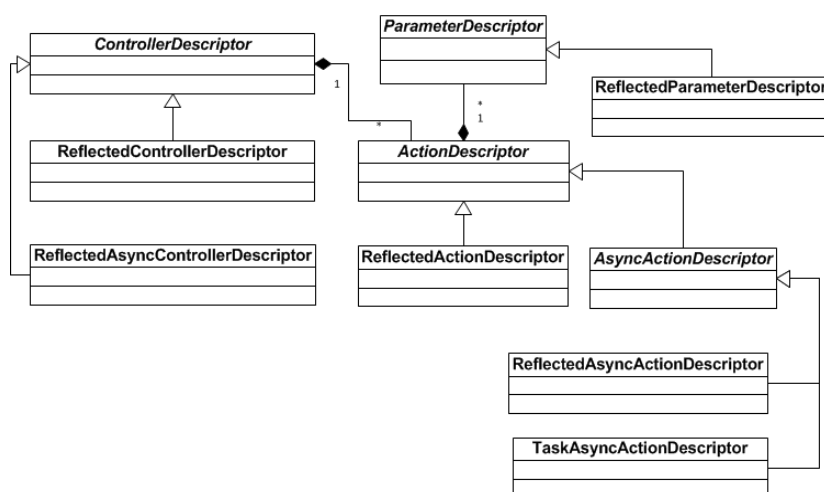 ControllerDescriptor
ParameterDescriptor
ReflectedParameterDescriptor
1
*
*
1
ReflectedControllerDescriptor
ActionDescriptor
ReflectedAsyncControllerDescriptor
ReflectedActionDescriptor
AsyncActionDescriptor
ReflectedAsyncActionDescriptor
TaskAsyncActionDescriptor